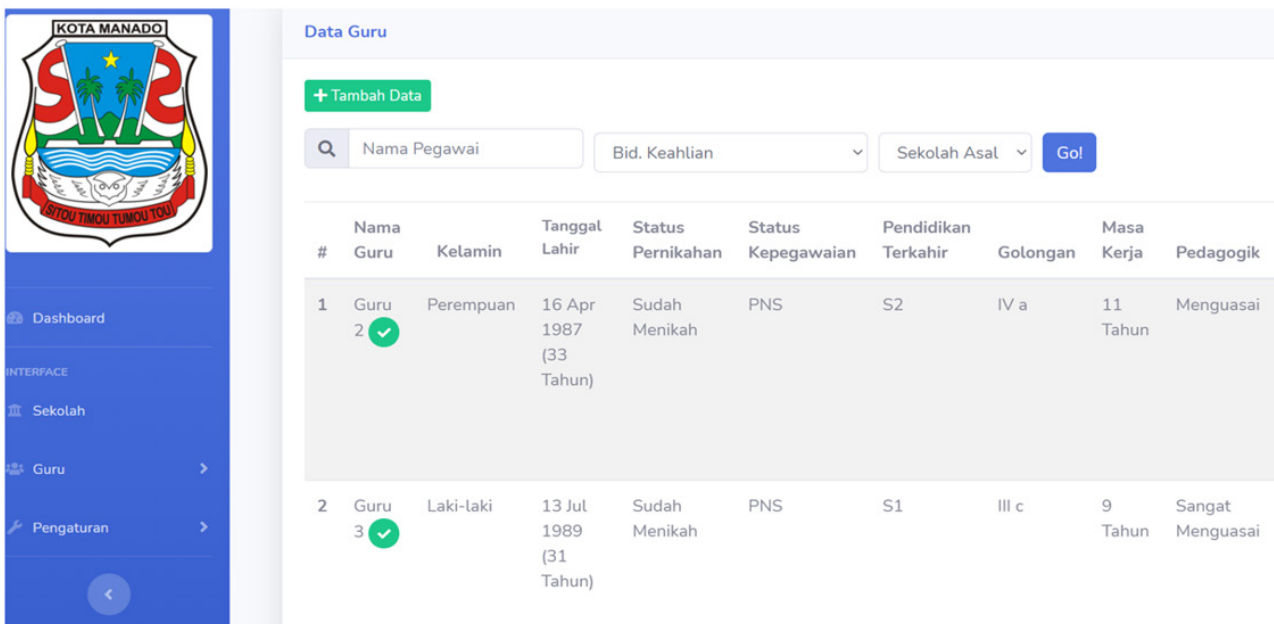 KOTA MANADO
SITOU TIMOU TUMOU TOU
Dashboard
INTERFACE
Sekolah
Guru
Pengaturan
Data Guru
+ Tambah Data
Nama Pegawai
Bid. Keahlian
Sekolah Asal
Go!
# Nama Guru Kelamin Tanggal Lahir Status Pernikahan Status Kepegawaian Pendidikan Terkahir Golongan Masa Kerja Pedagogik
1 Guru 2 Perempuan 16 Apr 1987 (33 Tahun) Sudah Menikah PNS S2 IV a 11 Tahun Menguasai
2 Guru 3 Laki-laki 13 Jul 1989 (31 Tahun) Sudah Menikah PNS S1 III c 9 Tahun Sangat Menguasai